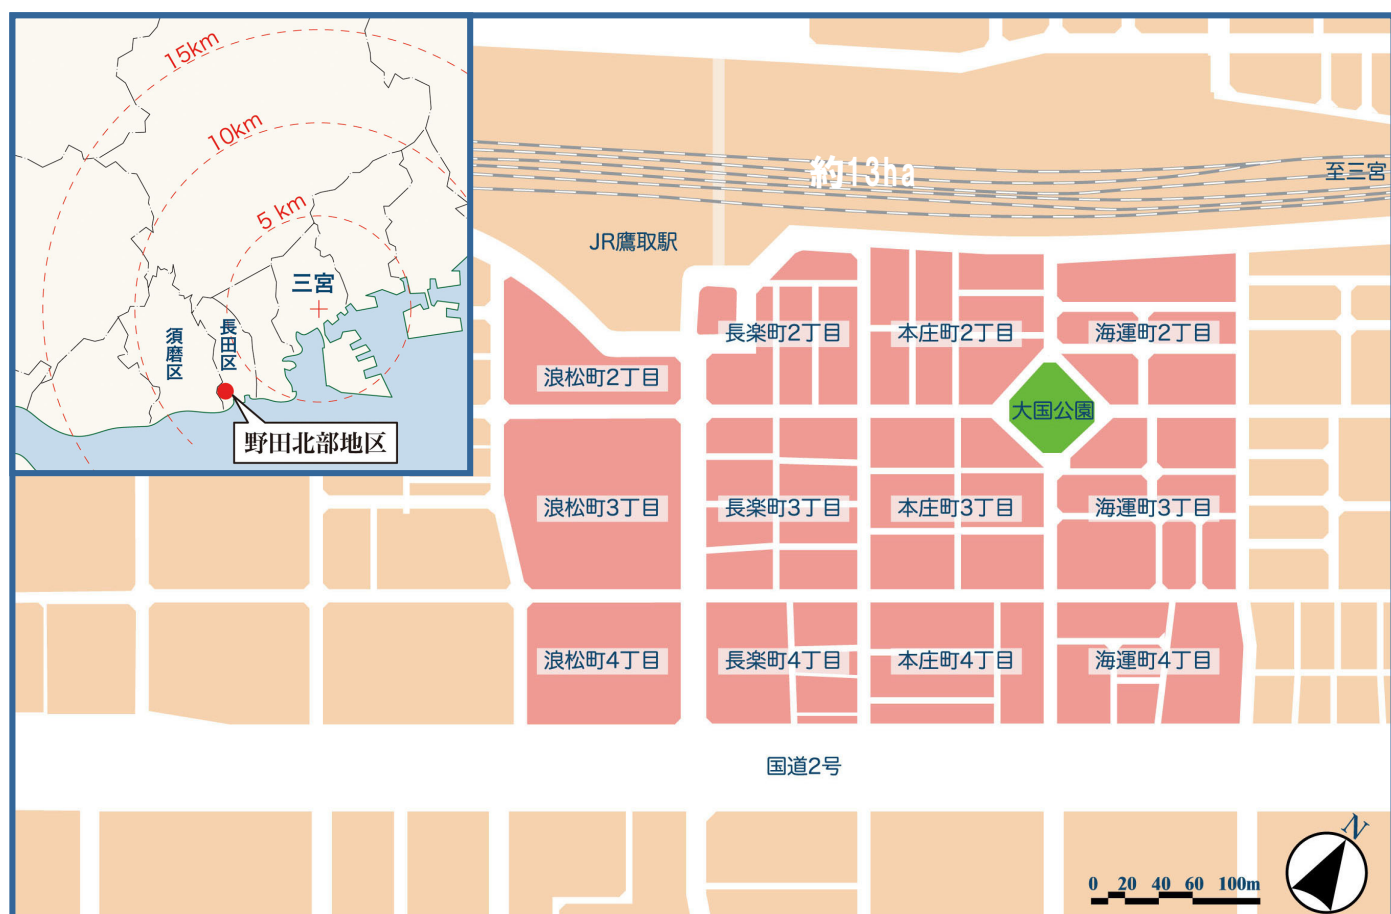 15km
10km
5 km
三宮
長田区
須磨区
野田北部地区
約13ha
至三宮
JR鷹取駅
長楽町2丁目
本庄町2丁目
海運町2丁目
浪松町2丁目
大国公園
浪松町3丁目
長楽町3丁目
本庄町3丁目
海運町3丁目
浪松町4丁目
長楽町4丁目
本庄町4丁目
海運町4丁目
国道2号
N
0 20 40 60 100m